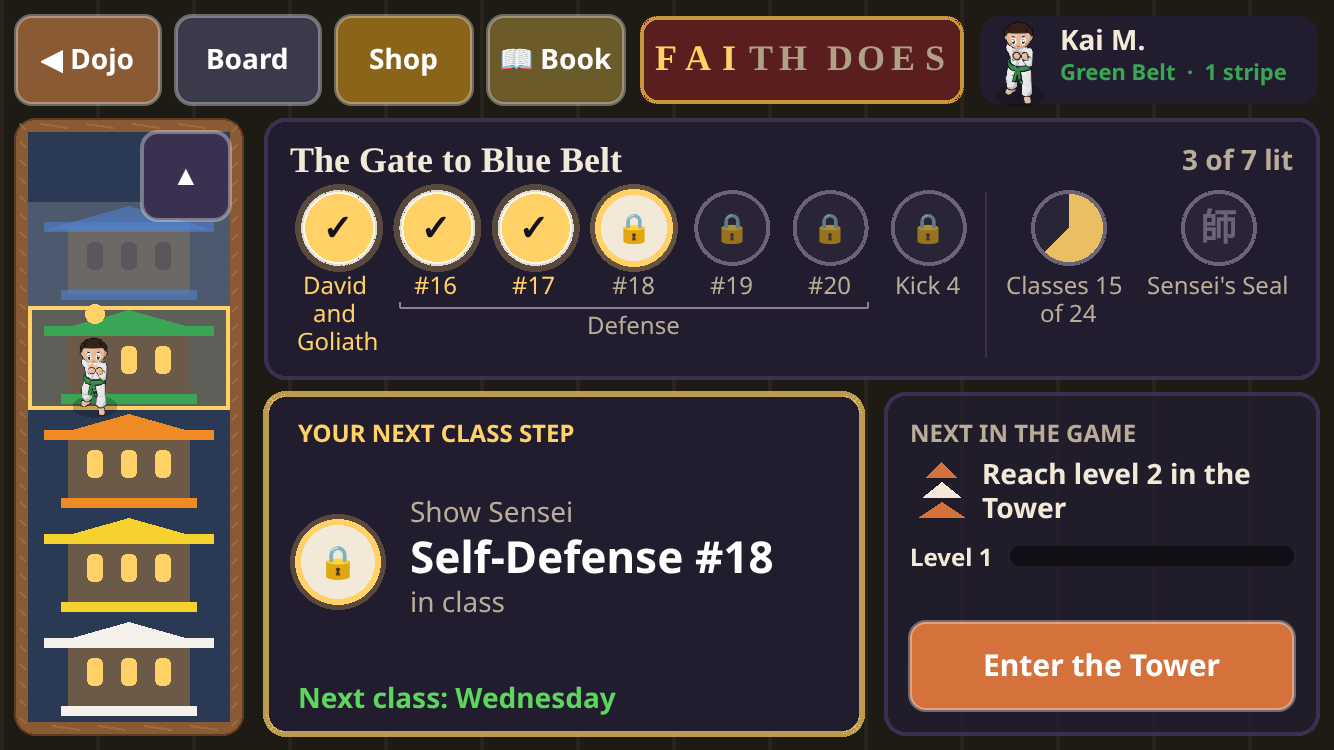 ◀ Dojo
Board
Shop
📖 Book
FAITH DOES
Kai M.
Green Belt · 1 stripe
▲
The Gate to Blue Belt
3 of 7 lit
✓ ✓ ✓ 🔒 🔒 🔒 🔒 師
David and Goliath
#16
#17
#18
#19
#20
Kick 4
Classes 15 of 24
Sensei's Seal
Defense
YOUR NEXT CLASS STEP
🔒
Show Sensei
Self-Defense #18
in class
Next class: Wednesday
NEXT IN THE GAME
Reach level 2 in the
Tower
Level 1
Enter the Tower